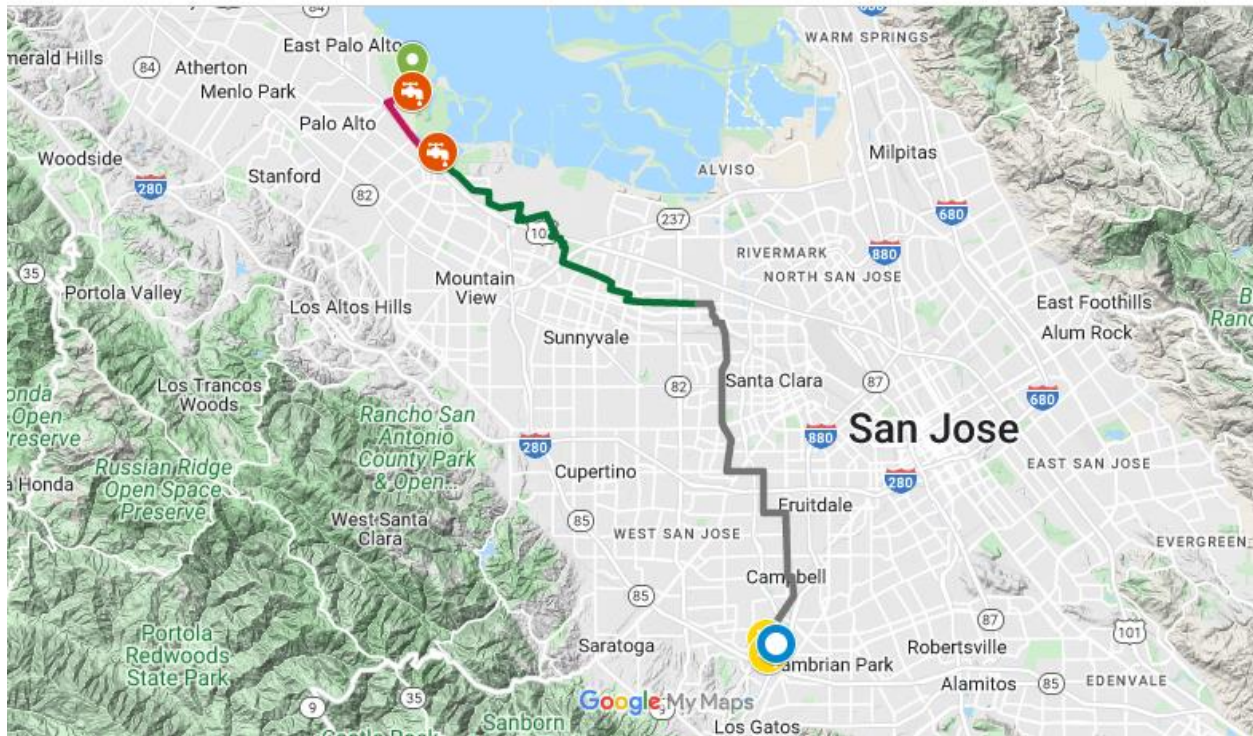 84
880
WARM SPRINGS
East Palo Alto
Atherton
84
Menlo Park
Palo Alto
Woodside
280
Stanford
82
Milpitas
ALVISO
237
680
RIVERMARK
880
NORTH SAN JOSE
35
Portola Valley
Mountain
View
Los Altos Hills
East Foothills
Alum Rock
Sunnyvale
82
Santa Clara
87
680
Los Trancos
Woods
Open
Preserve
Rancho San
Antonio
County Park
& Open...
280
880
San Jose
EAST SAN JOSE
Russian Ridge
Open Space
Preserve
a Honda
Cupertino
280
Fruitdale
West Santa
Clara
85
WEST SAN JOSE
EVERGREEN
Campbell
85
87
101
Portola
Redwoods
State Park
Saratoga
Robertsville
ambrian Park
Alamitos
85
EDENVALE
35
9
Google My Maps
Sanborn
Los Gatos